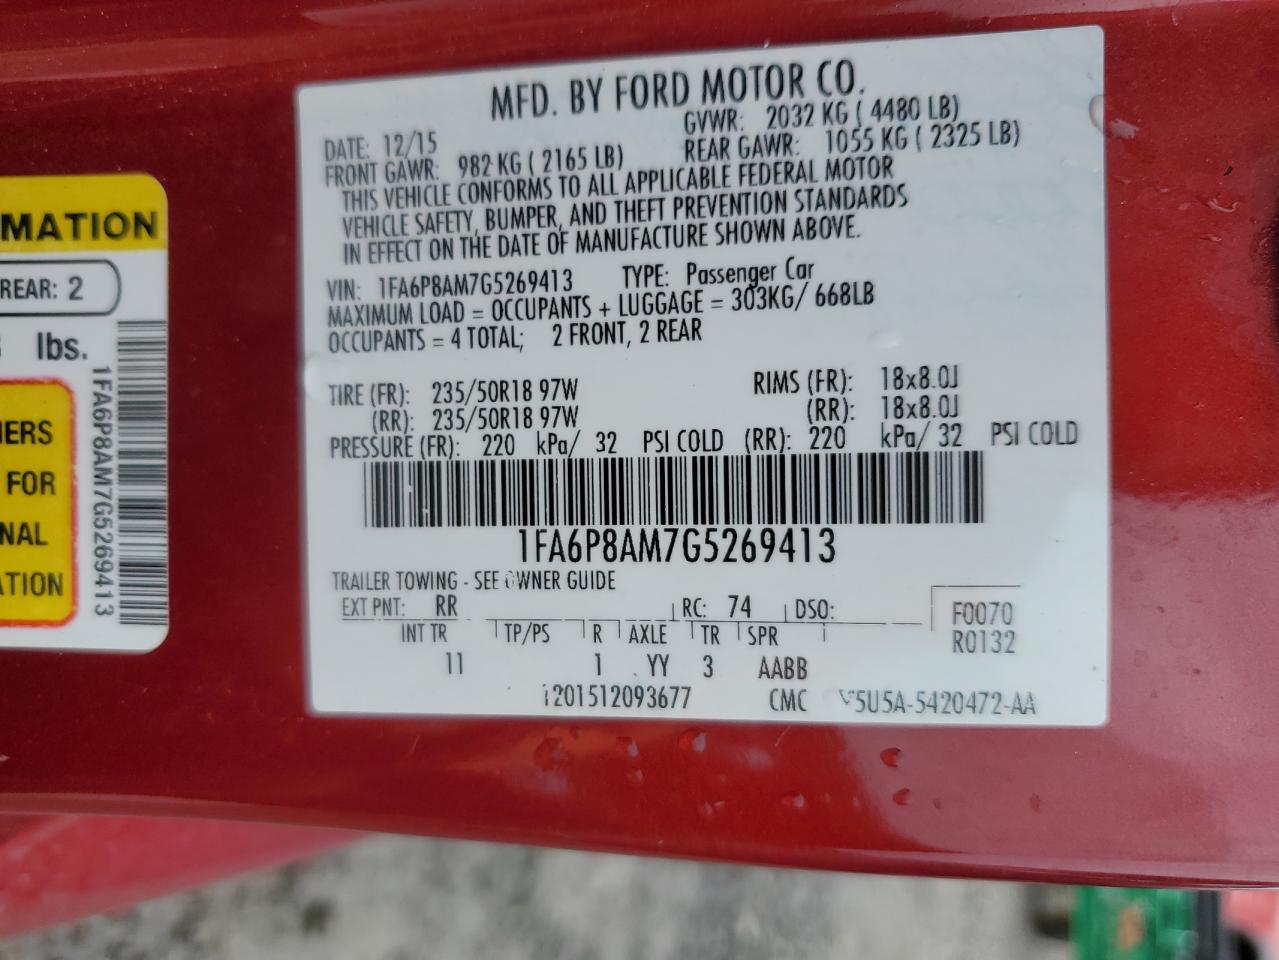 MFD. BY FORD MOTOR CO.
DATE: 12/15 GVWR: 2032 KG ( 4480 LB)
FRONT GAWR: 982 KG ( 2165 LB) REAR GAWR: 1055 KG ( 2325 LB)
THIS VEHICLE CONFORMS TO ALL APPLICABLE FEDERAL MOTOR
VEHICLE SAFETY, BUMPER, AND THEFT PREVENTION STANDARDS
IN EFFECT ON THE DATE OF MANUFACTURE SHOWN ABOVE.
VIN: 1FA6P8AM7G5269413 TYPE: Passenger Car
MAXIMUM LOAD = OCCUPANTS + LUGGAGE = 303KG/ 668LB
OCCUPANTS = 4 TOTAL; 2 FRONT, 2 REAR
TIRE (FR): 235/50R18 97W RIMS (FR): 18x8.0J
(RR): 235/50R18 97W (RR): 18x8.0J
PRESSURE (FR): 220 kPa/ 32 PSI COLD (RR): 220 kPa/ 32 PSI COLD
1FA6P8AM7G5269413
TRAILER TOWING - SEE OWNER GUIDE
EXT PNT: RR RC: 74 DSO: F0070
INT TR TP/PS R AXLE TR SPR R0132
11 1 YY 3 AABB
1201512093677 CMC V5U5A-5420472-AA
MATION
REAR: 2
lbs.
1FA6P8AM7G5269413
FOR